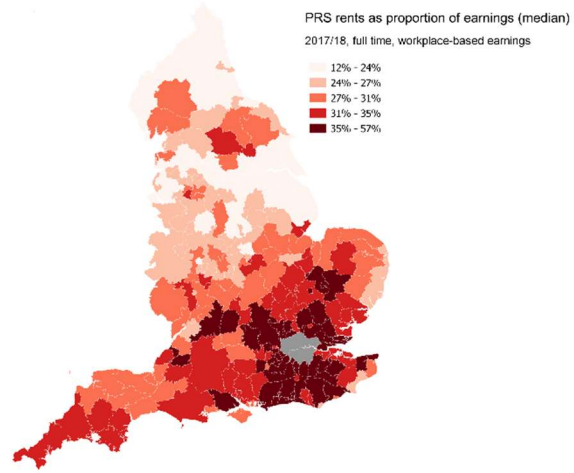 PRS rents as proportion of earnings (median)
2017/18, full time, workplace-based earnings
12% - 24%
24% - 27%
27% - 31%
31% - 35%
35% - 57%